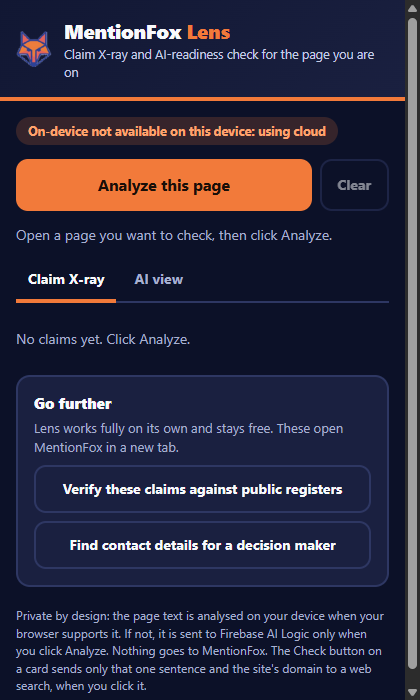 MentionFox Lens
Claim X-ray and AI-readiness check for the page you are
on
On-device not available on this device: using cloud
Analyze this page
Clear
Open a page you want to check, then click Analyze.
Claim X-ray
AI view
No claims yet. Click Analyze.
Go further
Lens works fully on its own and stays free. These open
MentionFox in a new tab.
Verify these claims against public registers
Find contact details for a decision maker
Private by design: the page text is analysed on your device when your
browser supports it. If not, it is sent to Firebase AI Logic only when
you click Analyze. Nothing goes to MentionFox. The Check button on
a card sends only that one sentence and the site's domain to a web
search, when you click it.